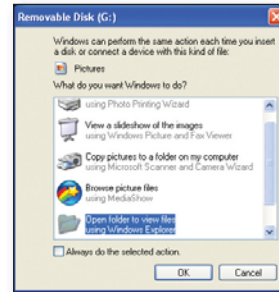 Removable Disk (G:)
Windows can perform the same action each time you insert
a disk or connect a device with this kind of file:
Pictures
What do you want Windows to do?
using Photo Printing Wizard
View a slideshow of the images
using Windows Picture and Fax Viewer
Copy pictures to a folder on my computer
using Microsoft Scanner and Camera Wizard
Browse picture files
using MediaShow
Open folder to view files
using Windows Explorer
Always do the selected action.
OK
Cancel